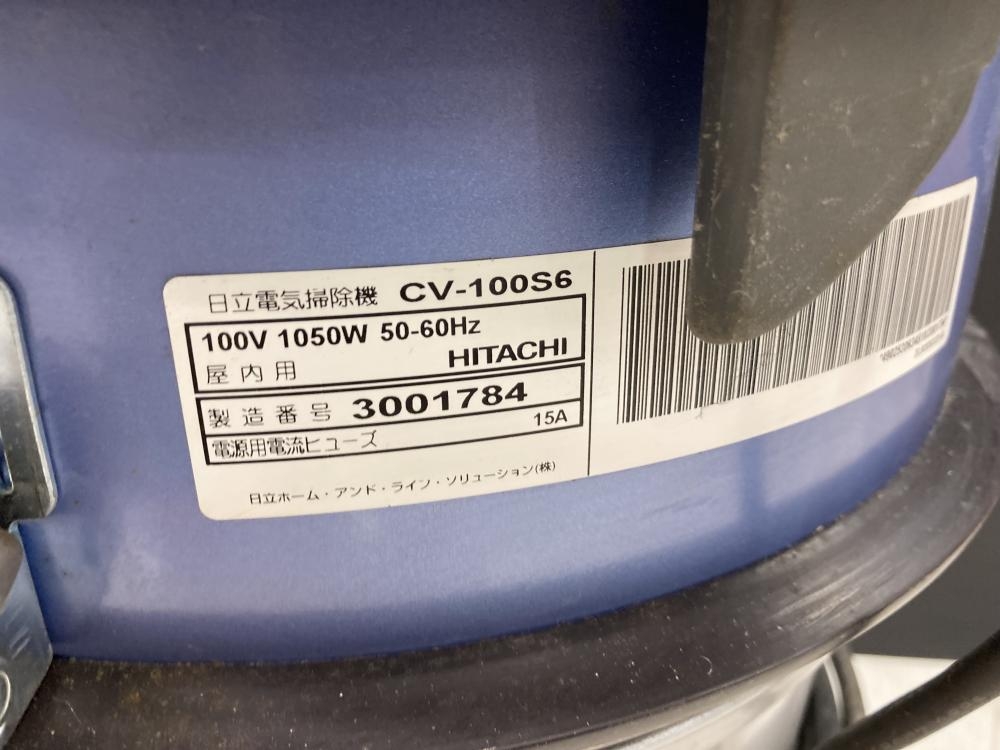 日立電気掃除機 CV-100S6
100V 1050W 50-60Hz
屋内用 HITACHI
製造番号 3001784
電源用電流ヒューズ 15A
日立ホーム・アンド・ライフ・ソリューション(株)